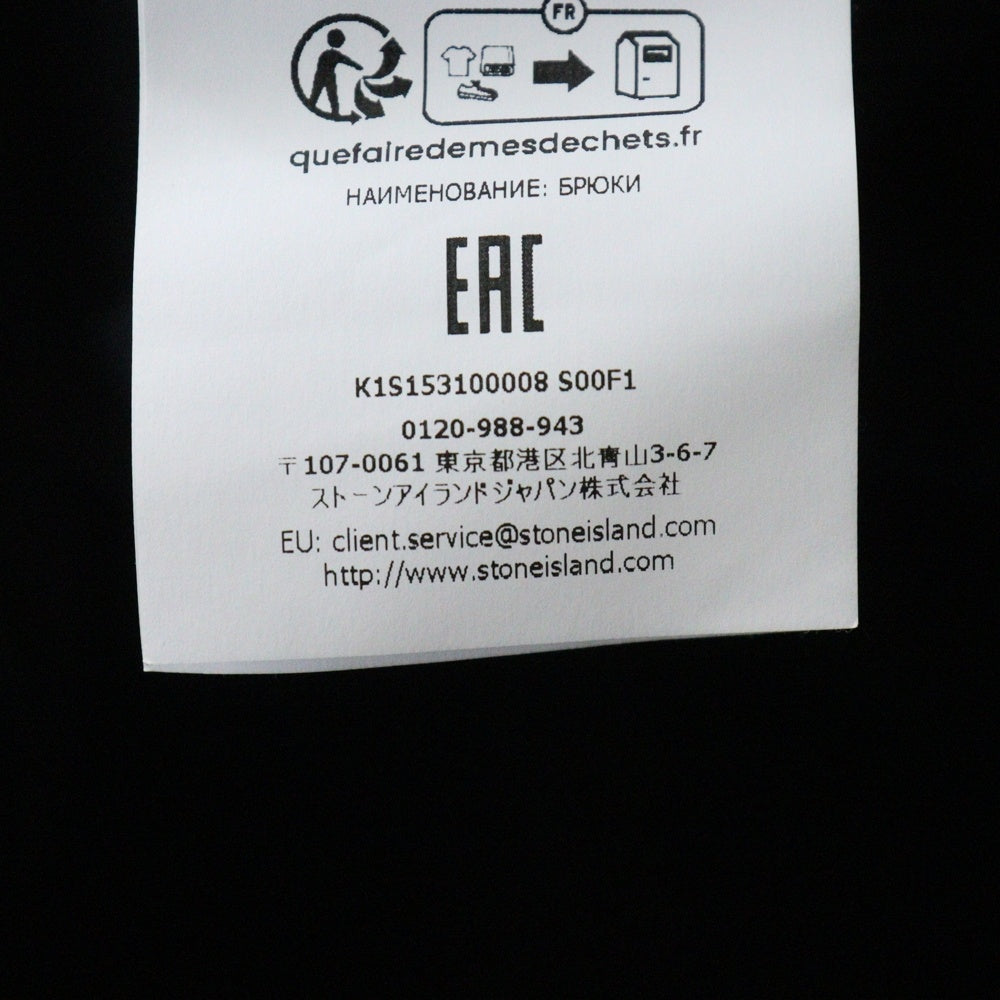 FR
quefairedemesdechets.fr
НАИМЕНОВАНИЕ: БРЮКИ
EAC
K1S153100008 S00F1
0120-988-943
〒107-0061 東京都港区北青山3-6-7
ストーンアイランドジャパン株式会社
EU: client.service@stoneisland.com
http://www.stoneisland.com